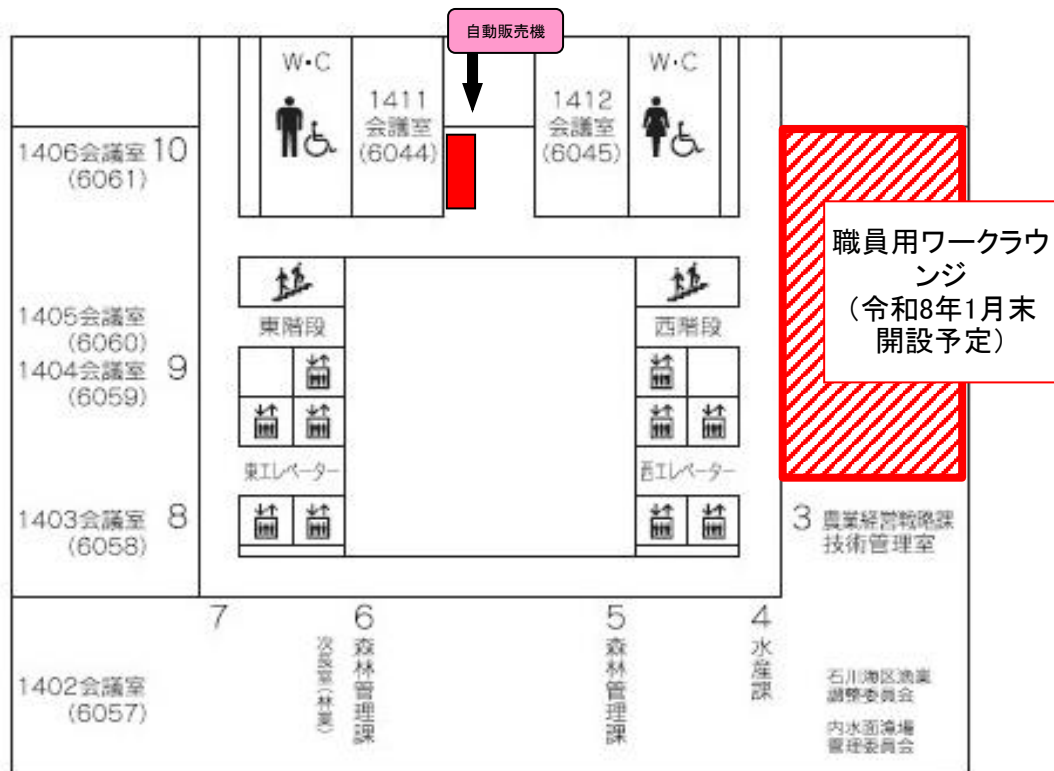 自動販売機
W・C
1411
会議室
(6044)
1412
会議室
(6045)
W・C
1406会議室 10
(6061)
職員用ワークラウ
ンジ
(令和8年1月末
開設予定)
東階段
西階段
1405会議室
(6060)
1404会議室 9
(6059)
東エレベーター
西エレベーター
1403会議室 8
(6058)
3 農業経営戦略課
技術管理室
7
6
森林管理課
次長室(林業)
5
森林管理課
4
水産課
1402会議室
(6057)
石川海区漁業
調整委員会
内水面漁場
管理委員会